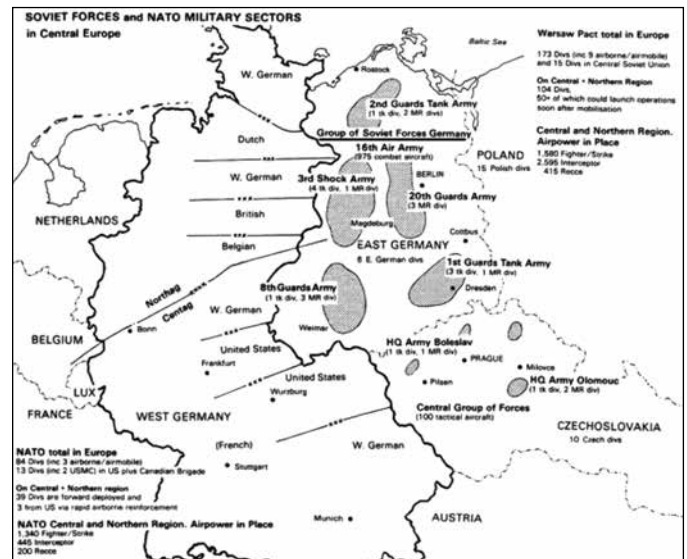 SOVIET FORCES and NATO MILITARY SECTORS
in Central Europe
Baltic Sea
Warsaw Pact total in Europe
173 Divs (inc 9 airborne/airmobile)
and 15 Divs in Central Soviet Union
On Central + Northern Region
104 Divs,
50+ of which could launch operations
soon after mobilisation
Central and Northern Region.
Airpower in Place
1,590 Fighter/Strike
2,595 Interceptor
415 Recce
W. German
Rostock
2nd Guards Tank Army
(1 tk div, 2 MR divs)
Group of Soviet Forces Germany
16th Air Army
(975 combat aircraft)
Dutch
W. German
3rd Shock Army
(4 tk div, 1 MR div)
BERLIN
POLAND
15 Polish divs
20th Guards Army
(3 MR div)
NETHERLANDS
British
Magdeburg
Belgian
Cottbus
EAST GERMANY
6 E. German divs
1st Guards Tank Army
(3 tk div, 1 MR div)
Dresden
Northag
Centag
8th Guards Army
(1 tk div, 3 MR div)
W. German
Weimar
BELGIUM
Bonn
United States
HQ Army Boleslav
(1 tk div, 1 MR div)
PRAGUE
Milovce
Frankfurt
United States
LUX
Wurzburg
Pilsen
HQ Army Olomouc
(1 tk div, 2 MR div)
FRANCE
WEST GERMANY
Central Group of Forces
(100 tactical aircraft)
CZECHOSLOVAKIA
10 Czech divs
(French)
W. German
Stuttgart
NATO total in Europe
84 Divs (inc 3 airborne/airmobile)
13 Divs (inc 2 USMC) in US plus Canadian Brigade
On Central + Northern region
39 Divs are forward deployed and
3 from US via rapid airborne reinforcement
NATO Central and Northern Region. Airpower in Place
1,340 Fighter/Strike
445 Interceptor
200 Recce
Munich
AUSTRIA